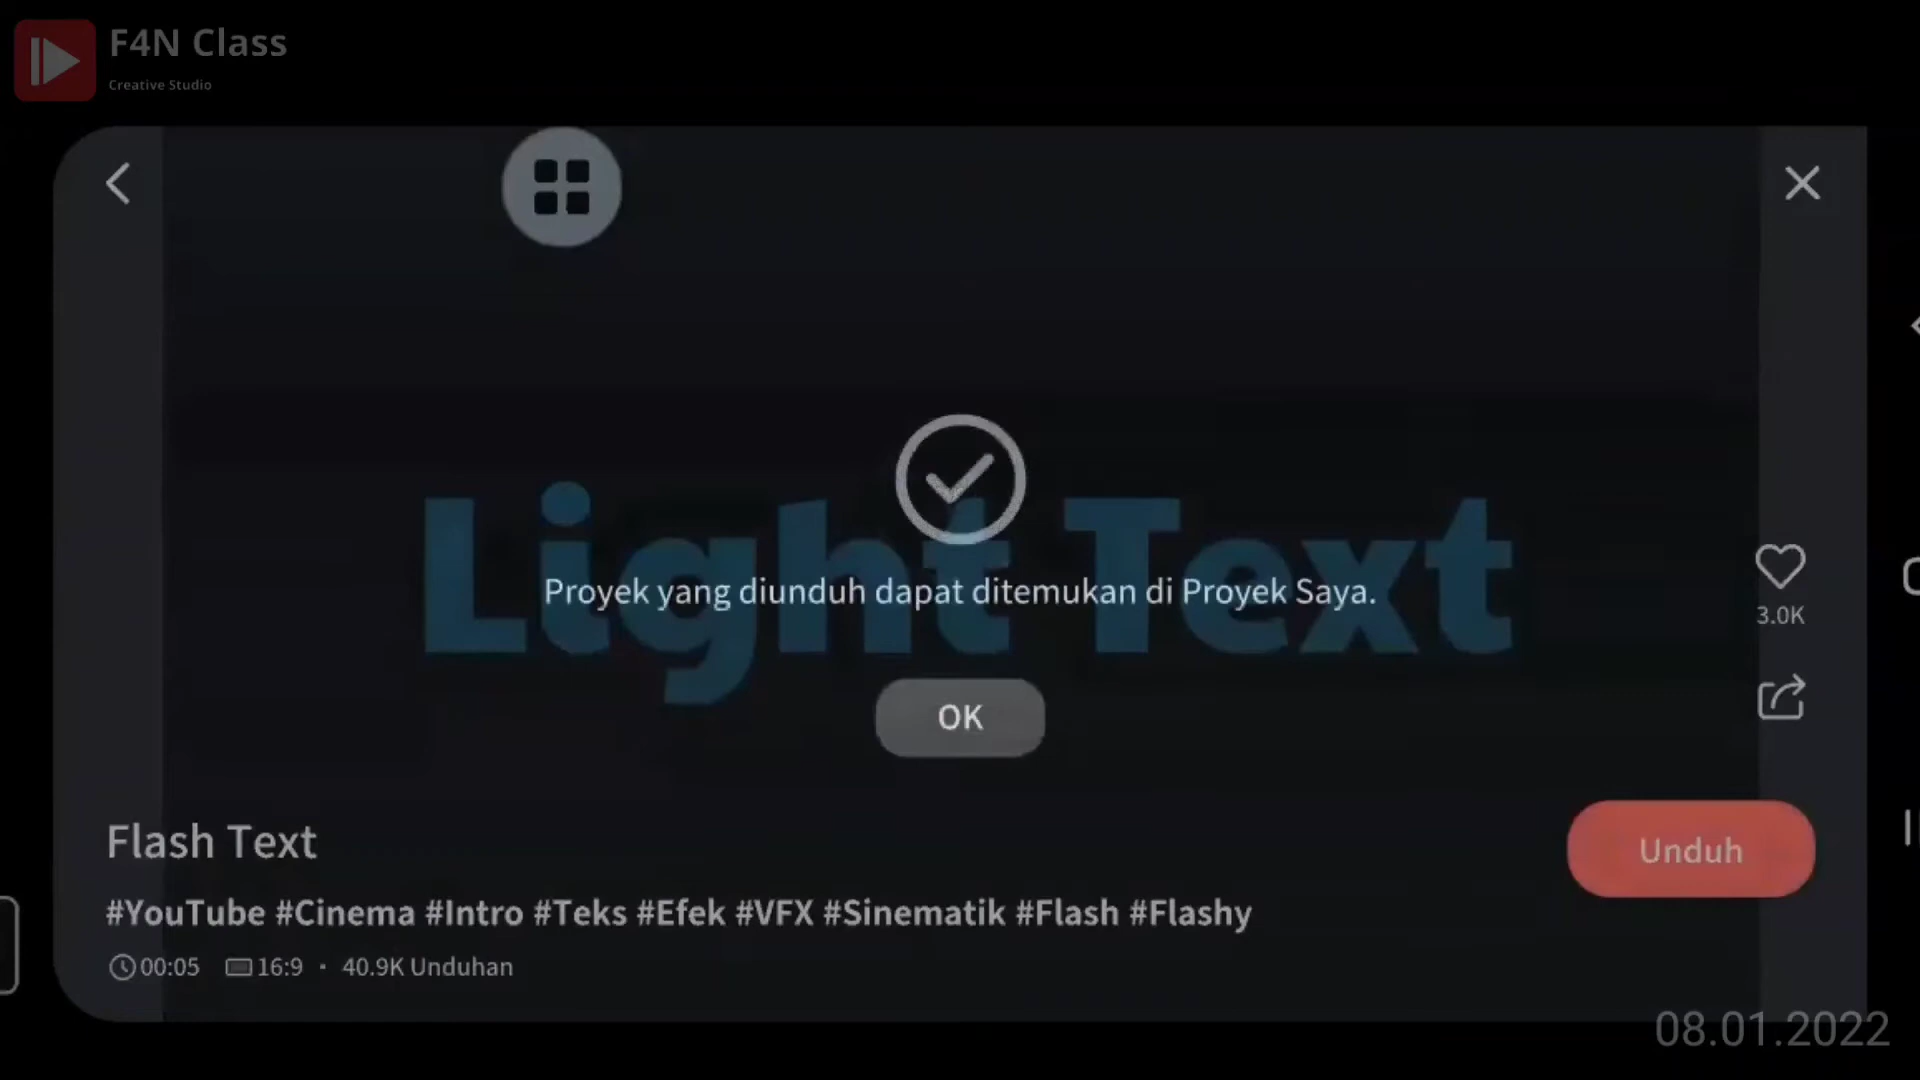 F4N Class
Creative Studio
Light Text
Proyek yang diunduh dapat ditemukan di Proyek Saya.
OK
3.0K
Flash Text
Unduh
#YouTube #Cinema #Intro #Teks #Efek #VFX #Sinematik #Flash #Flashy
00:05 16:9 · 40.9K Unduhan
08.01.2022